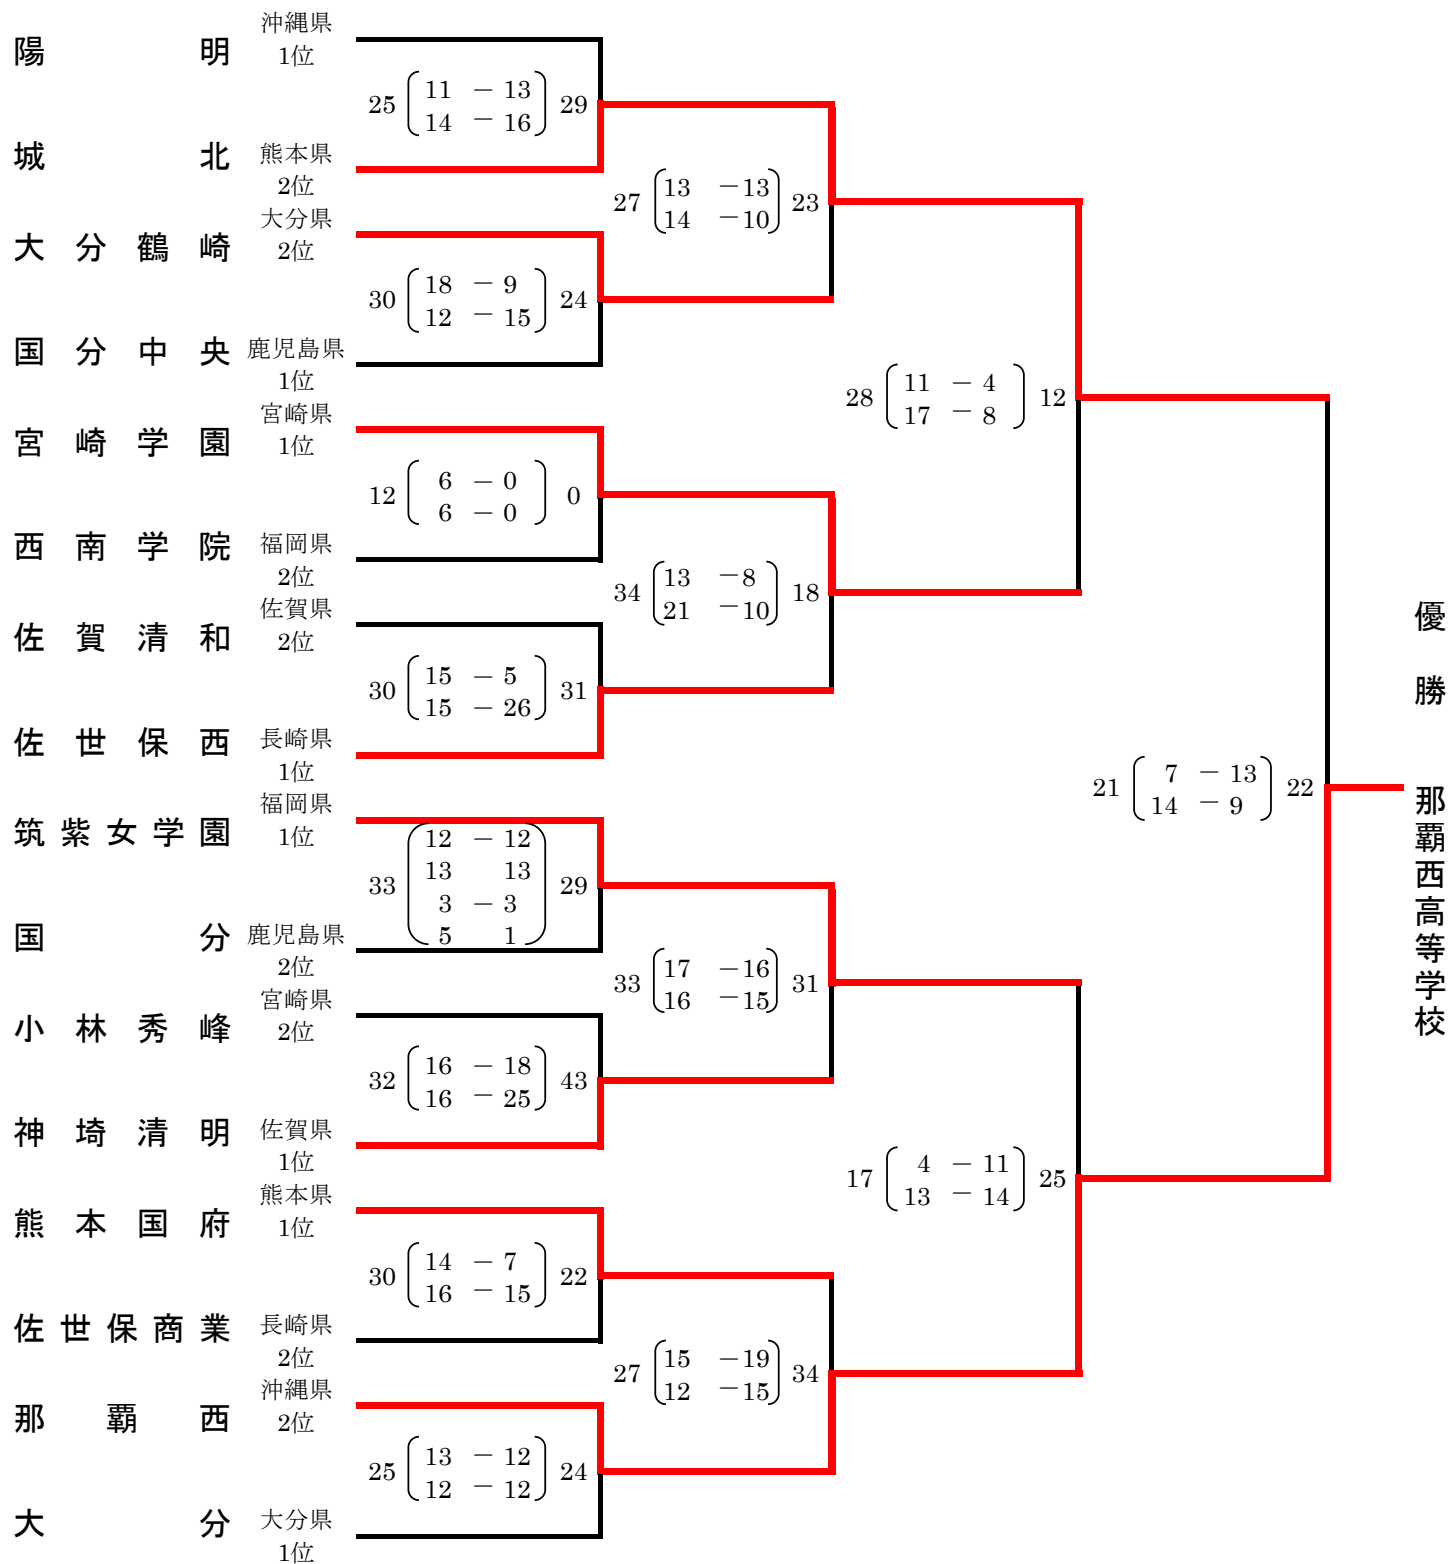 陽明 沖縄県
1位
25 11 - 13 29
14 - 16
城北 熊本県
2位
27 13 -13 23
14 -10
大分鶴崎 大分県
2位
30 18 - 9 24
12 - 15
国分中央 鹿児島県
1位
28 11 - 4 12
17 - 8
宮崎学園 宮崎県
1位
12 6 - 0 0
6 - 0
西南学院 福岡県
2位
34 13 -8 18
21 -10
佐賀清和 佐賀県
2位
30 15 - 5 31
15 - 26
佐世保西 長崎県
1位
21 7 - 13 22
14 - 9
優勝 那覇西高等学校
筑紫女学園 福岡県
1位
33 12 - 12 29
13 13
3 - 3
5 1
国分 鹿児島県
2位
33 17 -16 31
16 -15
小林秀峰 宮崎県
2位
32 16 - 18 43
16 - 25
神埼清明 佐賀県
1位
17 4 - 11 25
13 - 14
熊本国府 熊本県
1位
30 14 - 7 22
16 - 15
佐世保商業 長崎県
2位
27 15 -19 34
12 -15
那覇西 沖縄県
2位
25 13 - 12 24
12 - 12
大分 大分県
1位